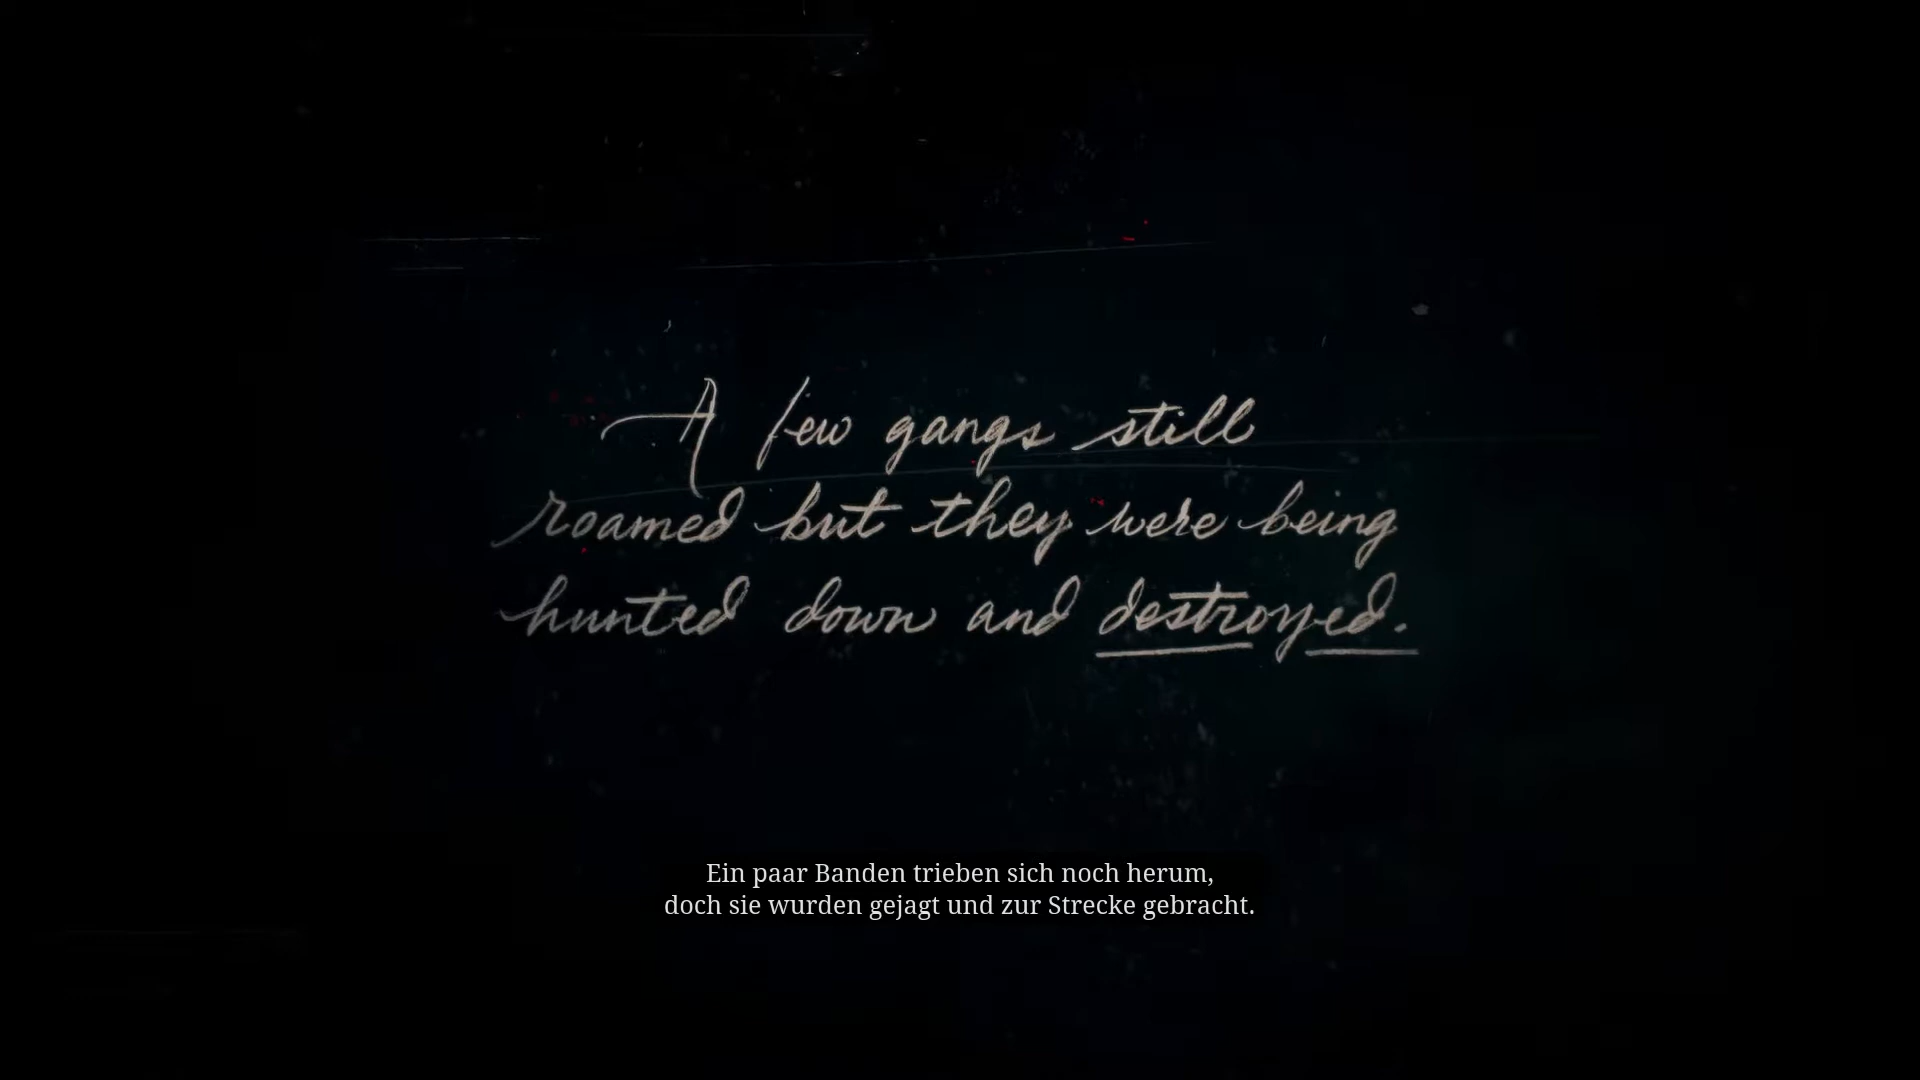 A few gangs still
roamed but they were being
hunted down and destroyed.
Ein paar Banden trieben sich noch herum,
doch sie wurden gejagt und zur Strecke gebracht.